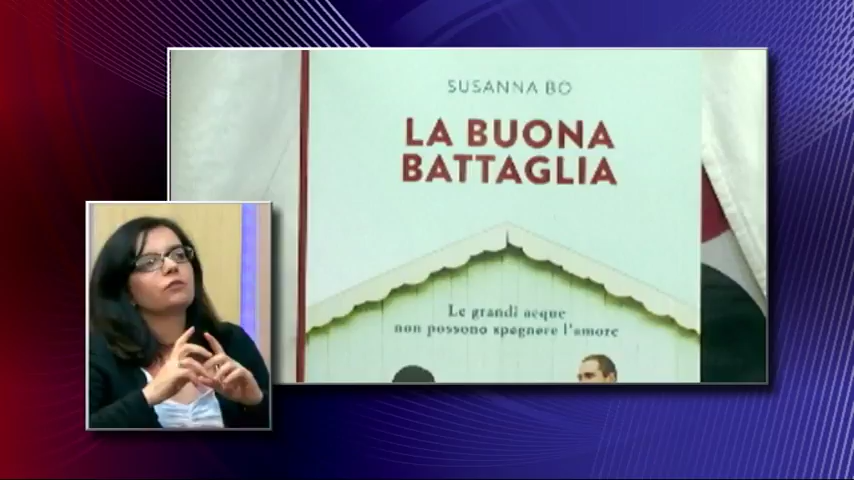 SUSANNA BO
LA BUONA
BATTAGLIA
Le grandi acque
non possono spegnere l'amore